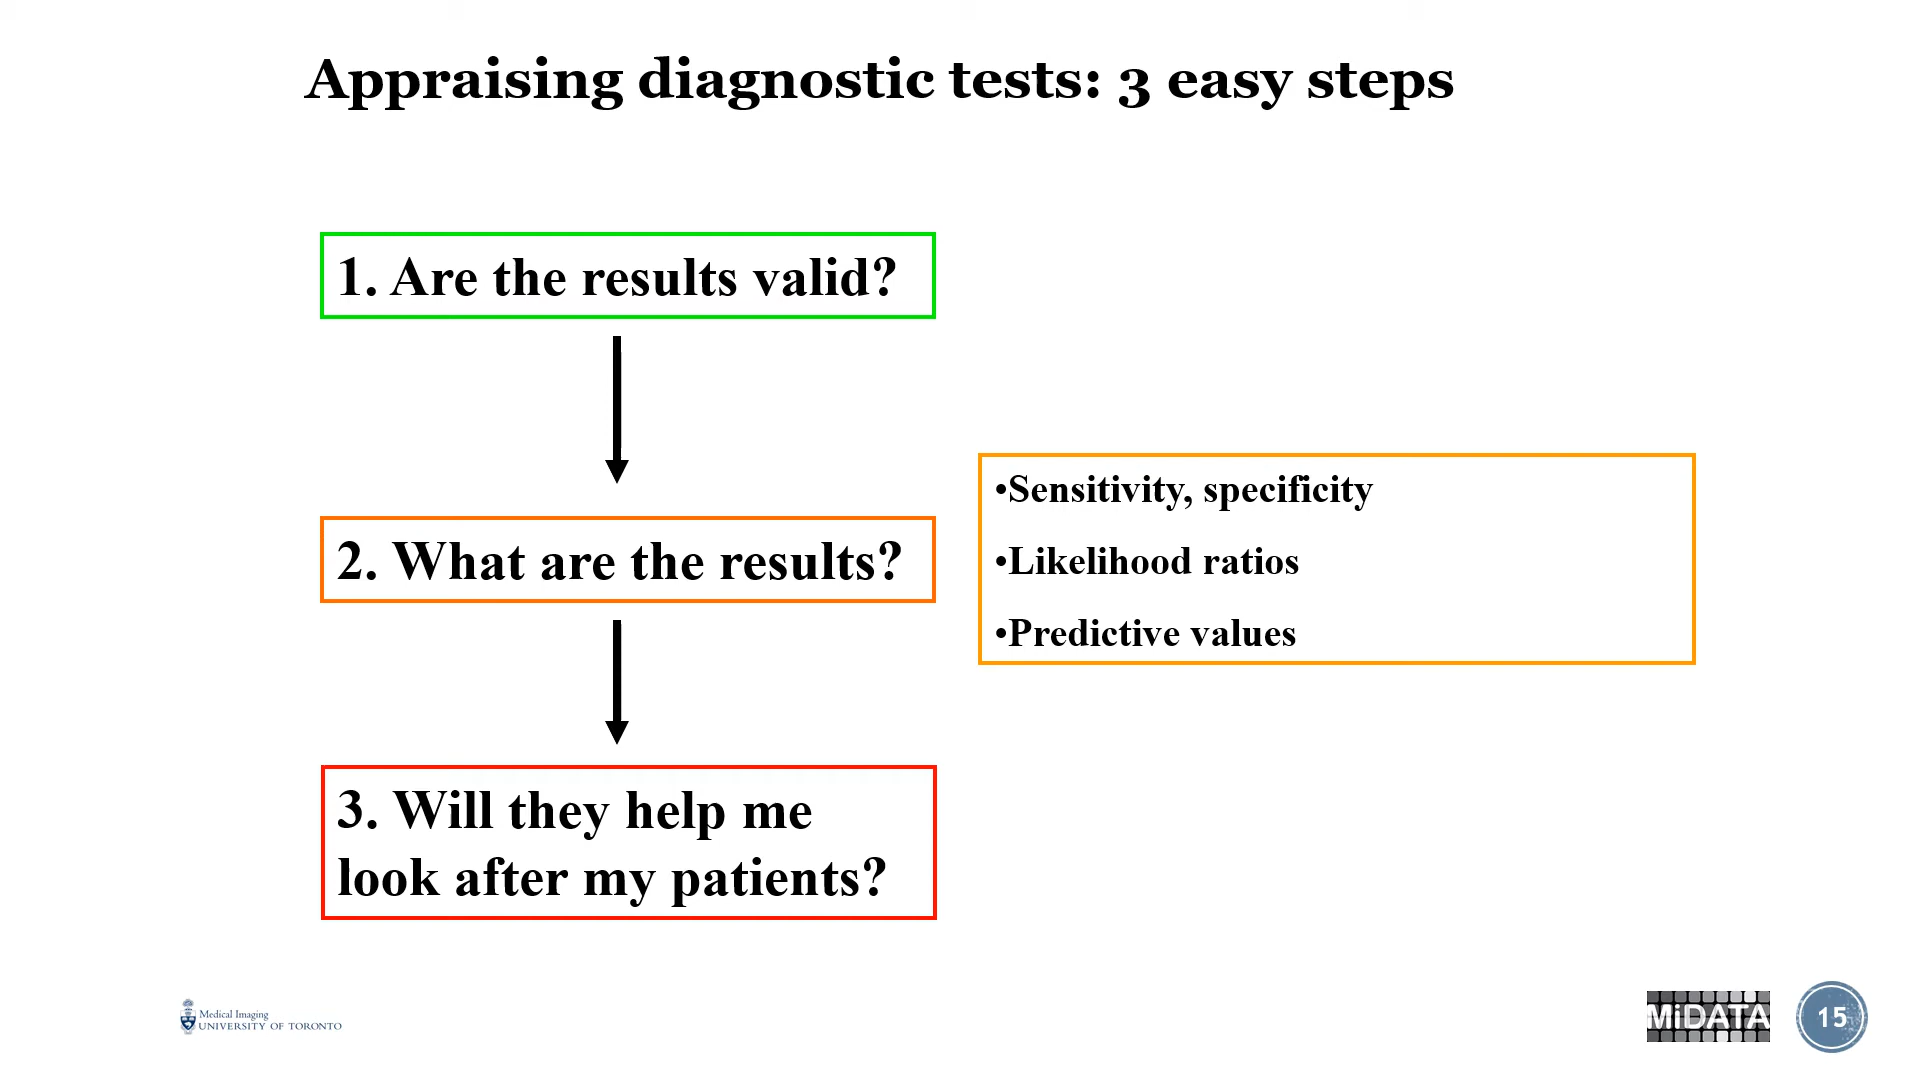 Appraising diagnostic tests: 3 easy steps
1. Are the results valid?
2. What are the results?
•Sensitivity, specificity
•Likelihood ratios
•Predictive values
3. Will they help me
look after my patients?
Medical Imaging
UNIVERSITY OF TORONTO
MiDATA
15